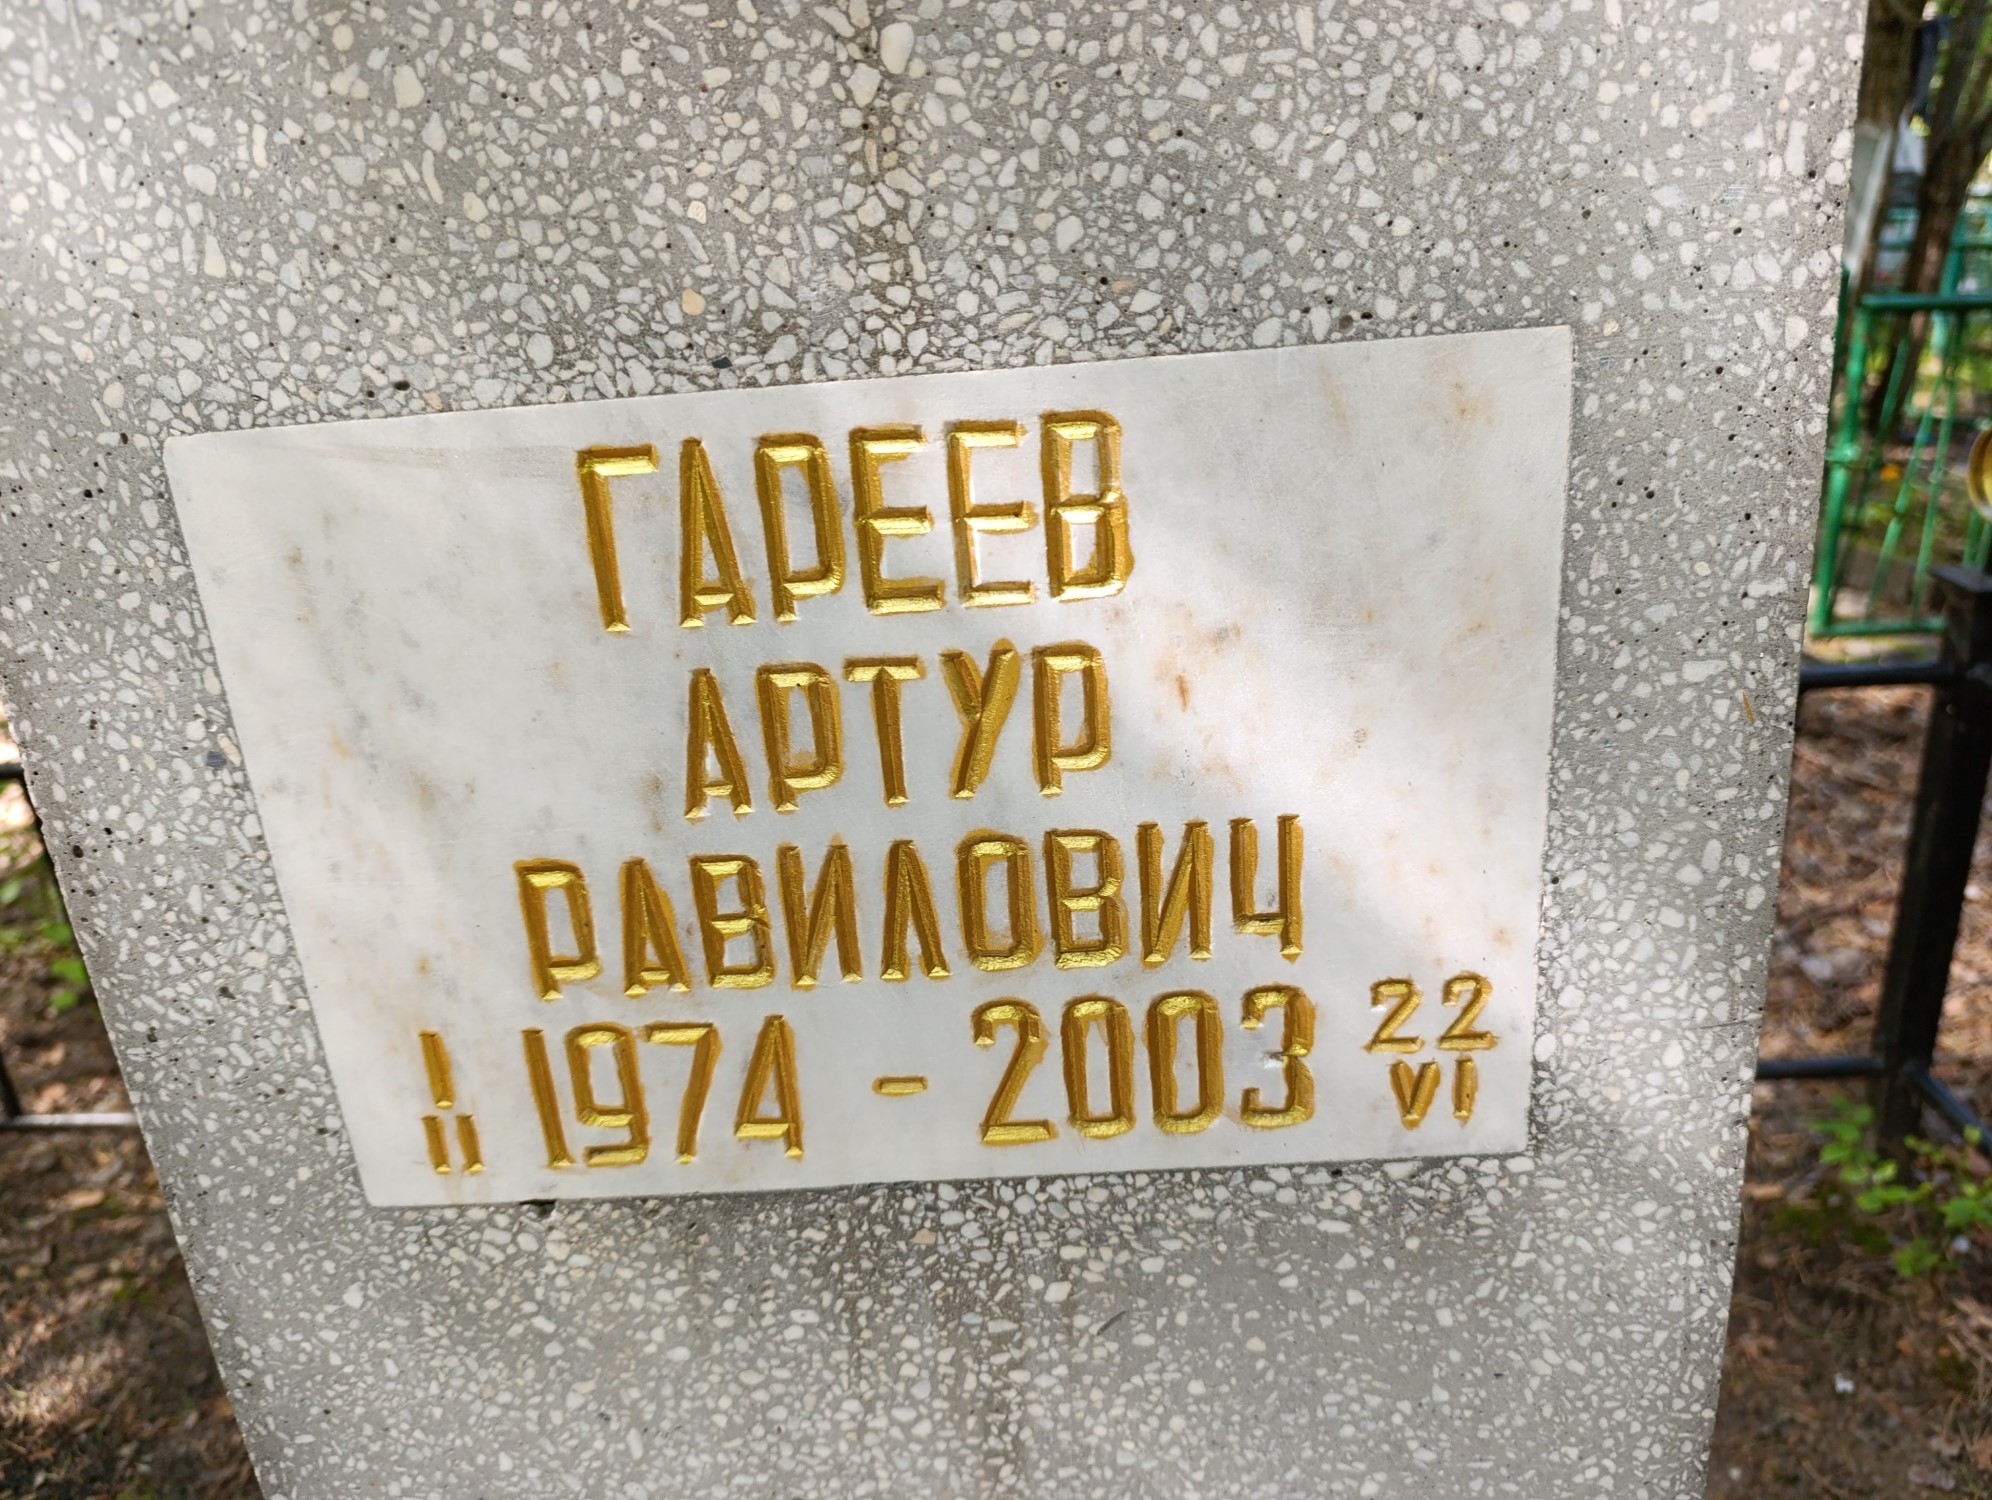 ГАРЕЕВ
АРТУР
РАВИЛОВИЧ
I II 1974 - 2003 22 VI